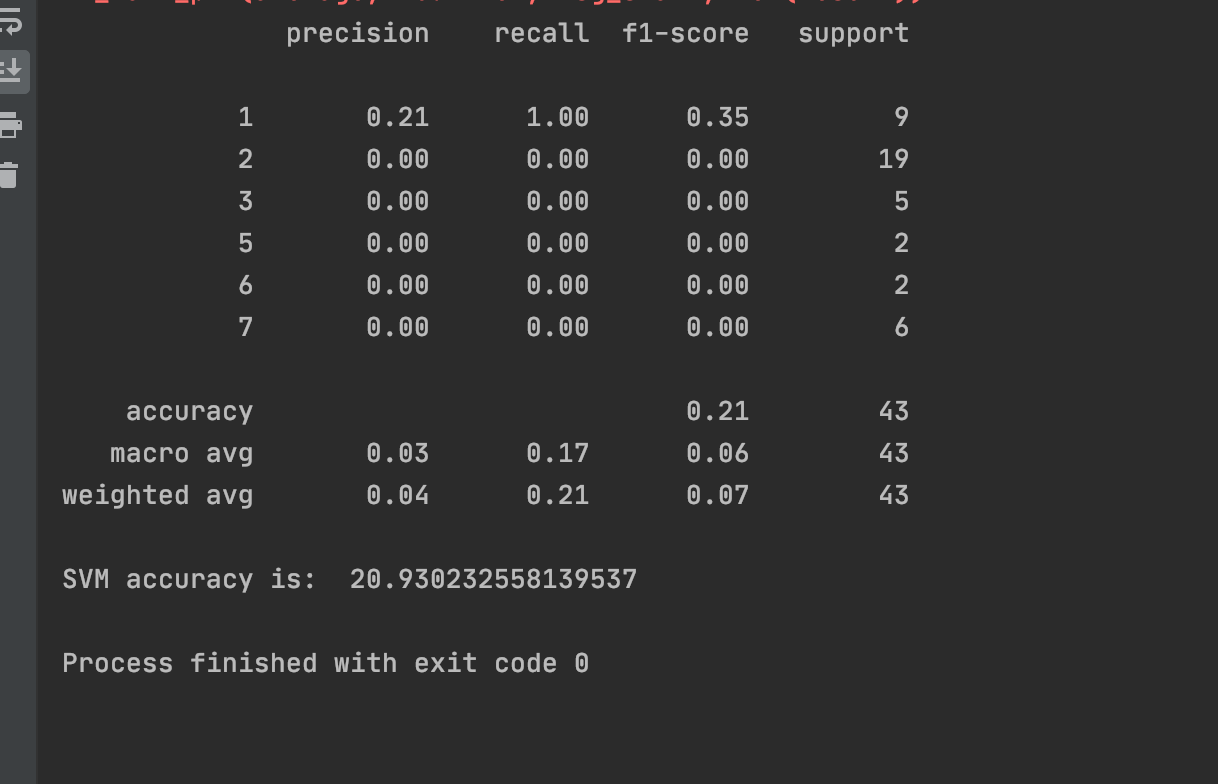 precision recall f1-score support
1 0.21 1.00 0.35 9
2 0.00 0.00 0.00 19
3 0.00 0.00 0.00 5
5 0.00 0.00 0.00 2
6 0.00 0.00 0.00 2
7 0.00 0.00 0.00 6
accuracy 0.21 43
macro avg 0.03 0.17 0.06 43
weighted avg 0.04 0.21 0.07 43
SVM accuracy is: 20.930232558139537
Process finished with exit code 0